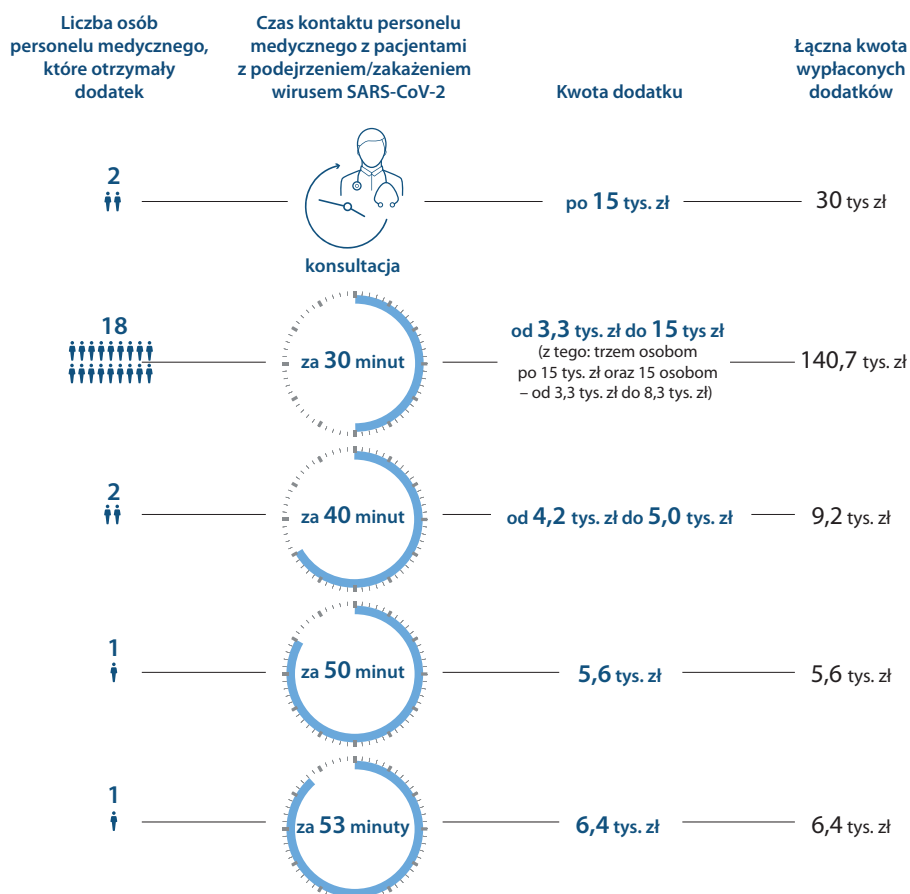 Liczba osób
personelu medycznego,
które otrzymały
dodatek
Czas kontaktu personelu
medycznego z pacjentami
z podejrzeniem/zakażeniem
wirusem SARS-CoV-2
Kwota dodatku
Łączna kwota
wypłaconych
dodatków
2
konsultacja
po 15 tys. zł
30 tys zł
18
za 30 minut
od 3,3 tys. zł do 15 tys zł
(z tego: trzem osobom
po 15 tys. zł oraz 15 osobom
– od 3,3 tys. zł do 8,3 tys. zł)
140,7 tys. zł
2
za 40 minut
od 4,2 tys. zł do 5,0 tys. zł
9,2 tys. zł
1
za 50 minut
5,6 tys. zł
5,6 tys. zł
1
za 53 minuty
6,4 tys. zł
6,4 tys. zł